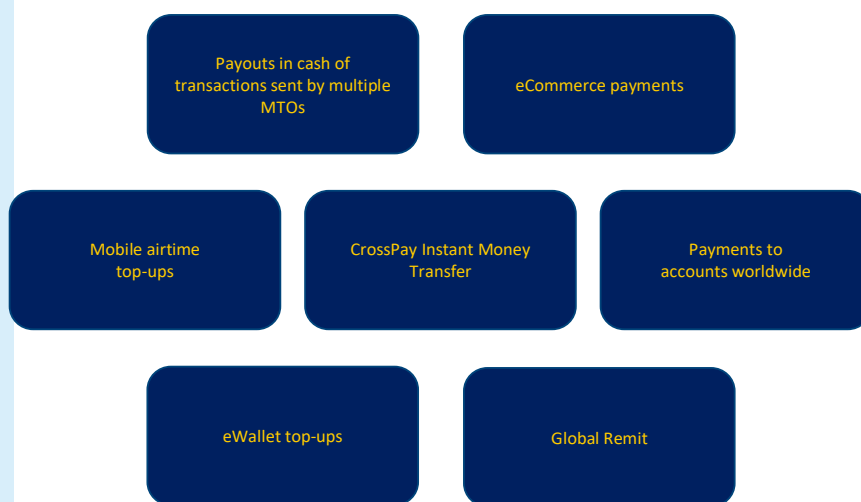 Payouts in cash of
transactions sent by multiple
MTOs
eCommerce payments
Mobile airtime
top-ups
CrossPay Instant Money
Transfer
Payments to
accounts worldwide
eWallet top-ups
Global Remit